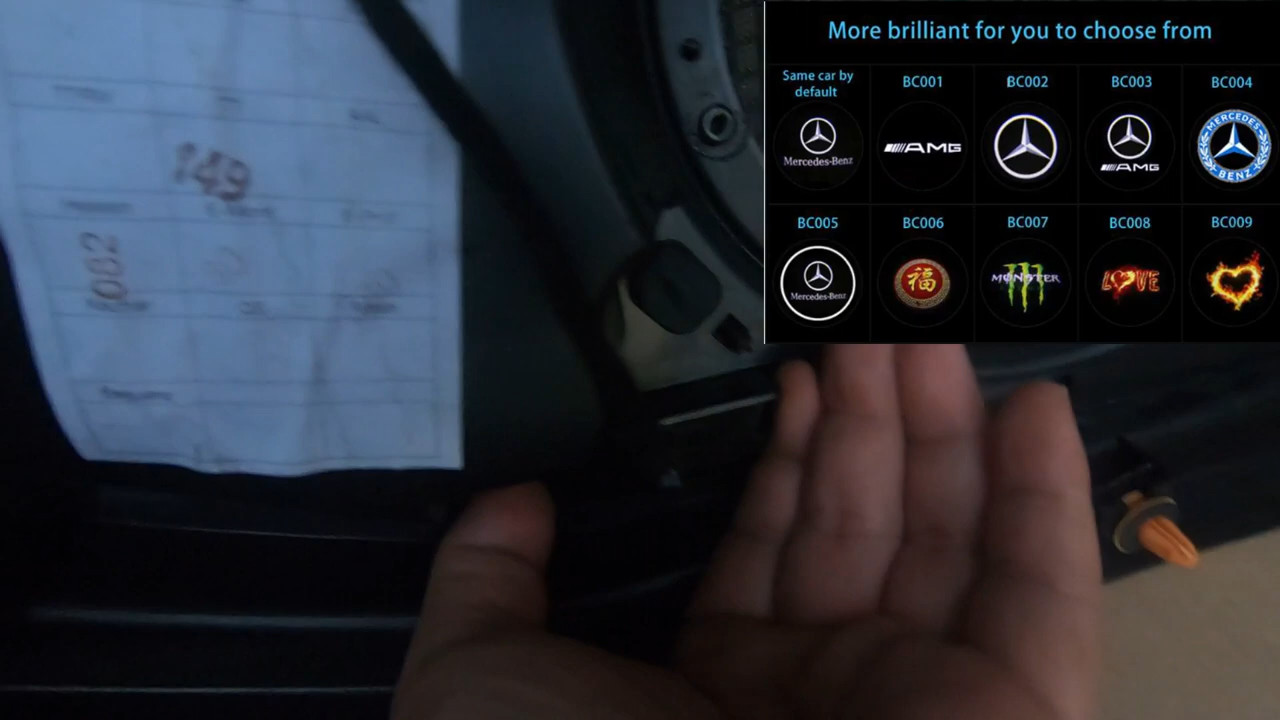 More brilliant for you to choose from
Same car by
default
BC001
BC002
BC003
BC004
Mercedes-Benz
AMG
AMG
MERCEDES
BENZ
BC005
BC006
BC007
BC008
BC009
Mercedes-Benz
福
MONSTER
LOVE
149